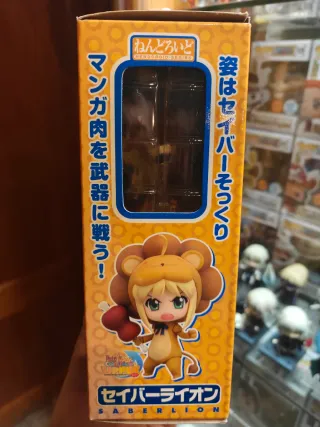 ねんどろいど
NENDOROID SERIES
姿はセイバーそっくり
マンガ肉を武器に戦う!
セイバーライオン
SABERLION